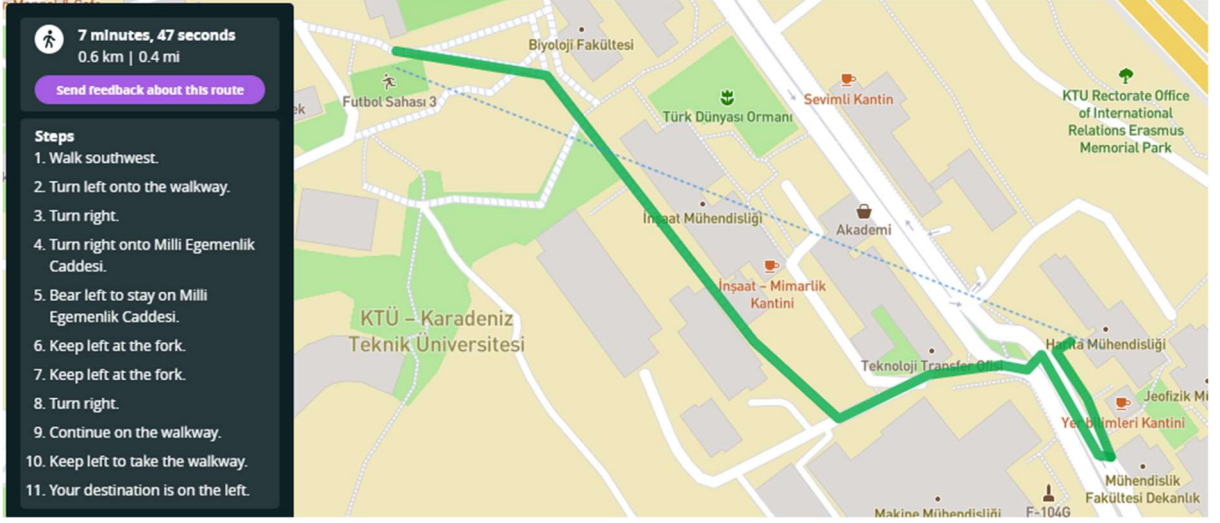 7 minutes, 47 seconds
0.6 km | 0.4 mi
Send feedback about this route
Steps
1. Walk southwest.
2. Turn left onto the walkway.
3. Turn right.
4. Turn right onto Milli Egemenlik
Caddesi.
5. Bear left to stay on Milli
Egemenlik Caddesi.
6. Keep left at the fork.
7. Keep left at the fork.
8. Turn right.
9. Continue on the walkway.
10. Keep left to take the walkway.
11. Your destination is on the left.
Biyoloji Fakültesi
Futbol Sahası 3
Türk Dünyası Ormanı
Sevimli Kantin
KTU Rectorate Office
of International
Relations Erasmus
Memorial Park
İnşaat Mühendisliği
Akademi
İnşaat – Mimarlik
Kantini
KTÜ – Karadeniz
Teknik Üniversitesi
Teknoloji Transfer Ofisi
Harita Mühendisliği
Jeofizik Mü
Yer bilimleri Kantini
Mühendislik
Fakültesi Dekanlık
Makine Mühendisliği
F-104G